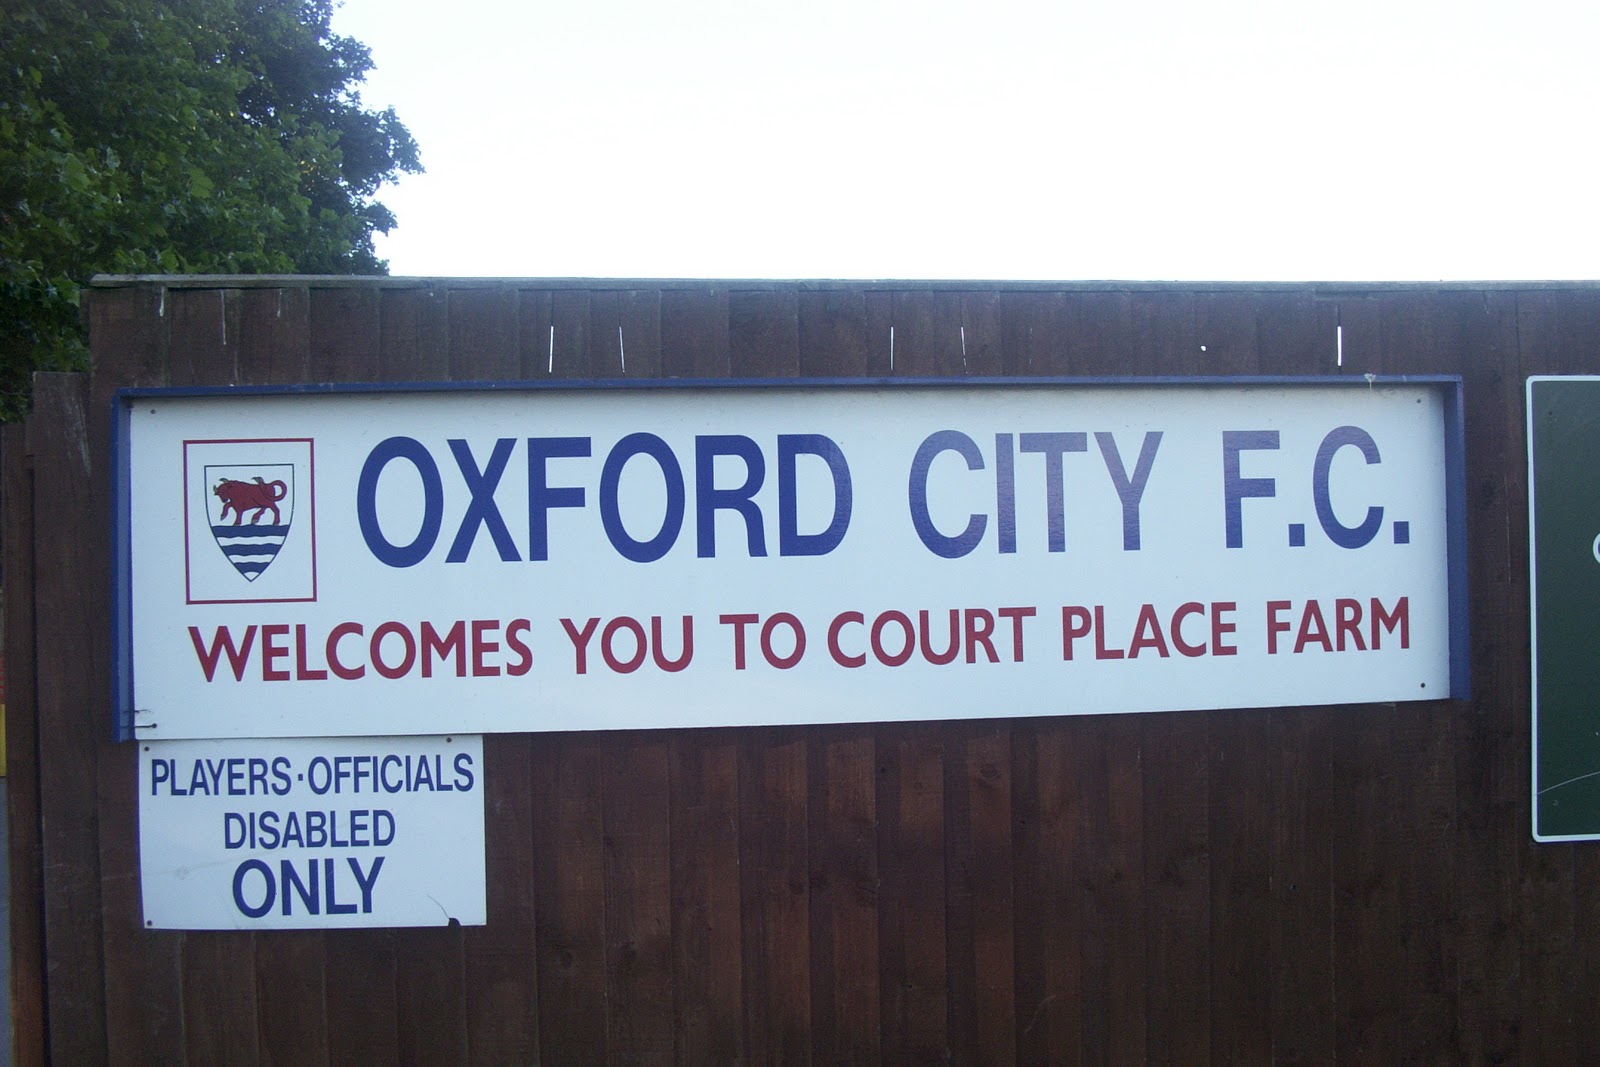 OXFORD CITY F.C.
WELCOMES YOU TO COURT PLACE FARM
PLAYERS·OFFICIALS
DISABLED
ONLY